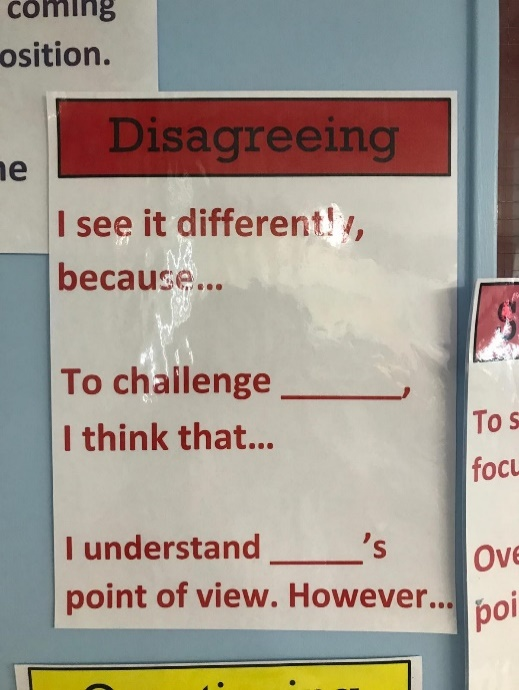 coming
osition.
ne
Disagreeing
I see it differently,
because...
To challenge ______,
I think that...
I understand _____'s
point of view. However...
S
To s
focu
Ove
poi